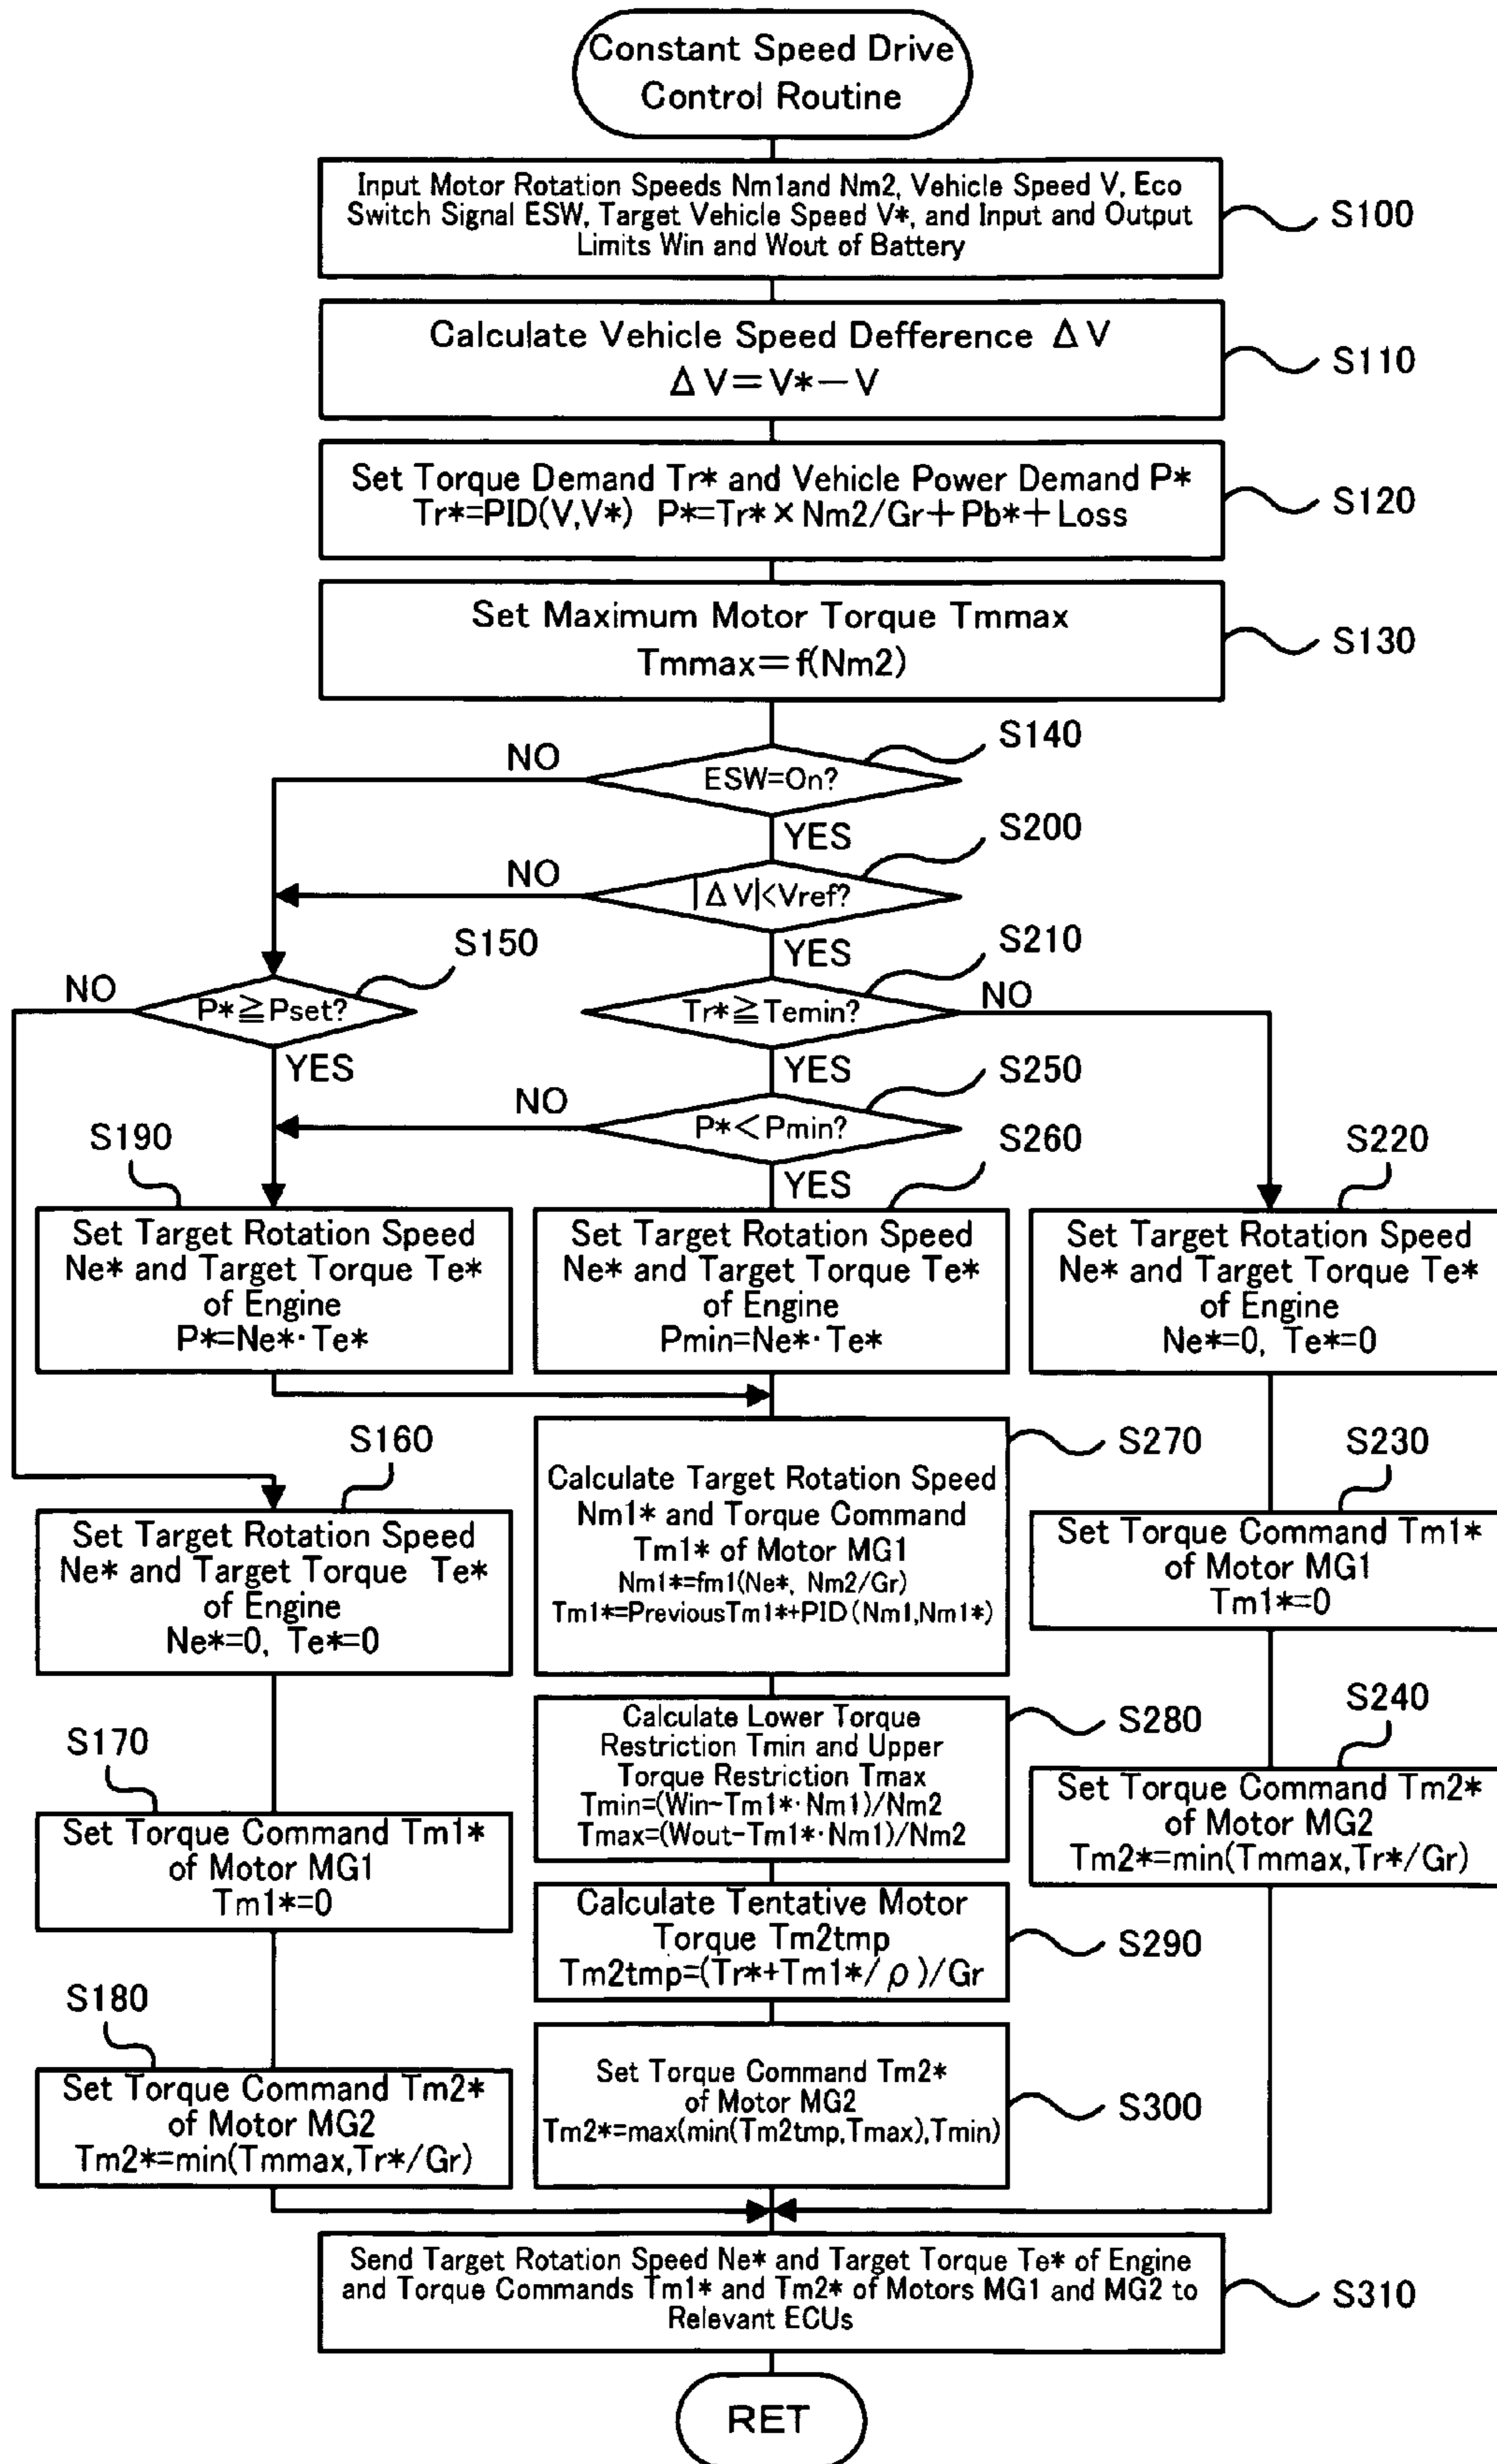 Constant Speed Drive
Control Routine
Input Motor Rotation Speeds Nm1and Nm2, Vehicle Speed V, Eco
Switch Signal ESW, Target Vehicle Speed V*, and Input and Output
Limits Win and Wout of Battery
S100
Calculate Vehicle Speed Defference ΔV
ΔV=V*−V
S110
Set Torque Demand Tr* and Vehicle Power Demand P*
Tr*=PID(V,V*) P*=Tr*×Nm2/Gr+Pb*+Loss
S120
Set Maximum Motor Torque Tmmax
Tmmax=f(Nm2)
S130
S140
NO
ESW=On?
YES
S200
NO
|ΔV|<Vref?
YES
S210
S150
NO
P*≧Pset?
YES
Tr*≧Temin?
NO
YES
S250
NO
P*<Pmin?
YES
S190
Set Target Rotation Speed
Ne* and Target Torque Te*
of Engine
P*=Ne*·Te*
S260
Set Target Rotation Speed
Ne* and Target Torque Te*
of Engine
Pmin=Ne*·Te*
S220
Set Target Rotation Speed
Ne* and Target Torque Te*
of Engine
Ne*=0, Te*=0
S160
Set Target Rotation Speed
Ne* and Target Torque Te*
of Engine
Ne*=0, Te*=0
S270
Calculate Target Rotation Speed
Nm1* and Torque Command
Tm1* of Motor MG1
Nm1*=fm1(Ne*, Nm2/Gr)
Tm1*=PreviousTm1*+PID(Nm1,Nm1*)
S230
Set Torque Command Tm1*
of Motor MG1
Tm1*=0
S170
Set Torque Command Tm1*
of Motor MG1
Tm1*=0
S280
Calculate Lower Torque
Restriction Tmin and Upper
Torque Restriction Tmax
Tmin=(Win-Tm1*·Nm1)/Nm2
Tmax=(Wout-Tm1*·Nm1)/Nm2
S240
Set Torque Command Tm2*
of Motor MG2
Tm2*=min(Tmmax,Tr*/Gr)
Calculate Tentative Motor
Torque Tm2tmp
Tm2tmp=(Tr*+Tm1*/ρ)/Gr
S290
S180
Set Torque Command Tm2*
of Motor MG2
Tm2*=min(Tmmax,Tr*/Gr)
Set Torque Command Tm2*
of Motor MG2
Tm2*=max(min(Tm2tmp,Tmax),Tmin)
S300
Send Target Rotation Speed Ne* and Target Torque Te* of Engine
and Torque Commands Tm1* and Tm2* of Motors MG1 and MG2 to
Relevant ECUs
S310
RET